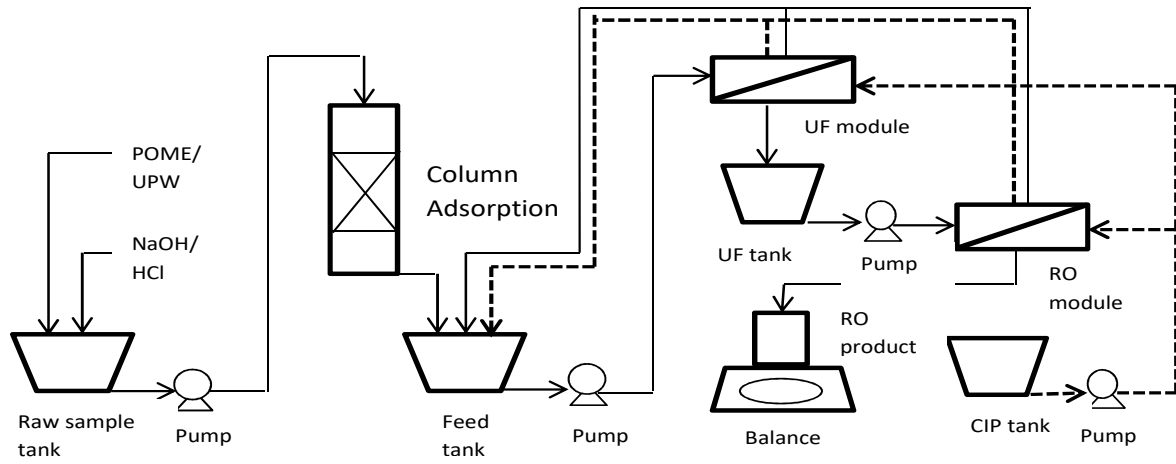 POME/
UPW
NaOH/
HCl
Raw sample
tank
Pump
Column
Adsorption
Feed
tank
Pump
UF module
UF tank
Pump
RO
module
RO
product
Balance
CIP tank
Pump